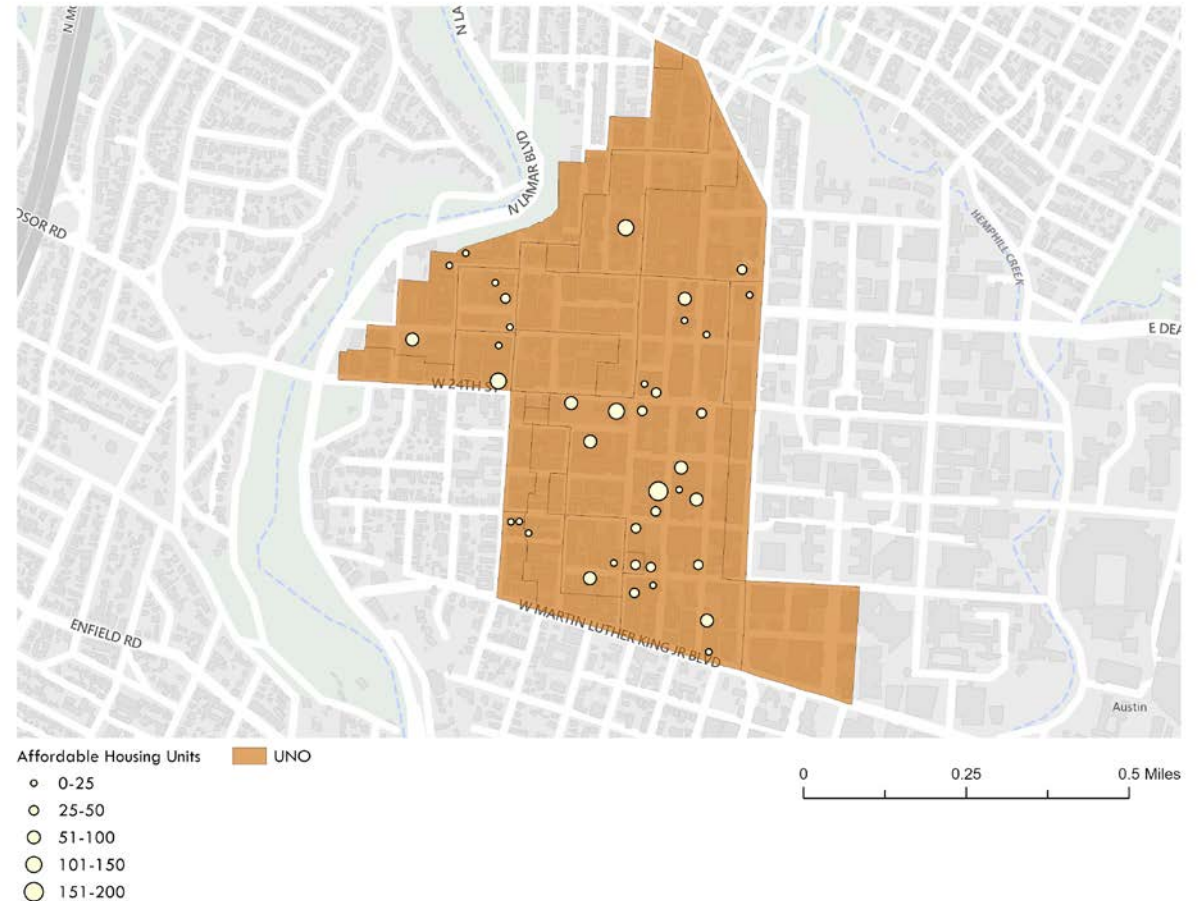 N LAMAR BLVD
HEMPHILL CREEK
E DEA
W 24TH ST
W MARTIN LUTHER KING JR BLVD
ENFIELD RD
Austin
Affordable Housing Units
UNO
0-25
25-50
51-100
101-150
151-200
0
0.25
0.5 Miles
N MO
N LA
DSOR RD